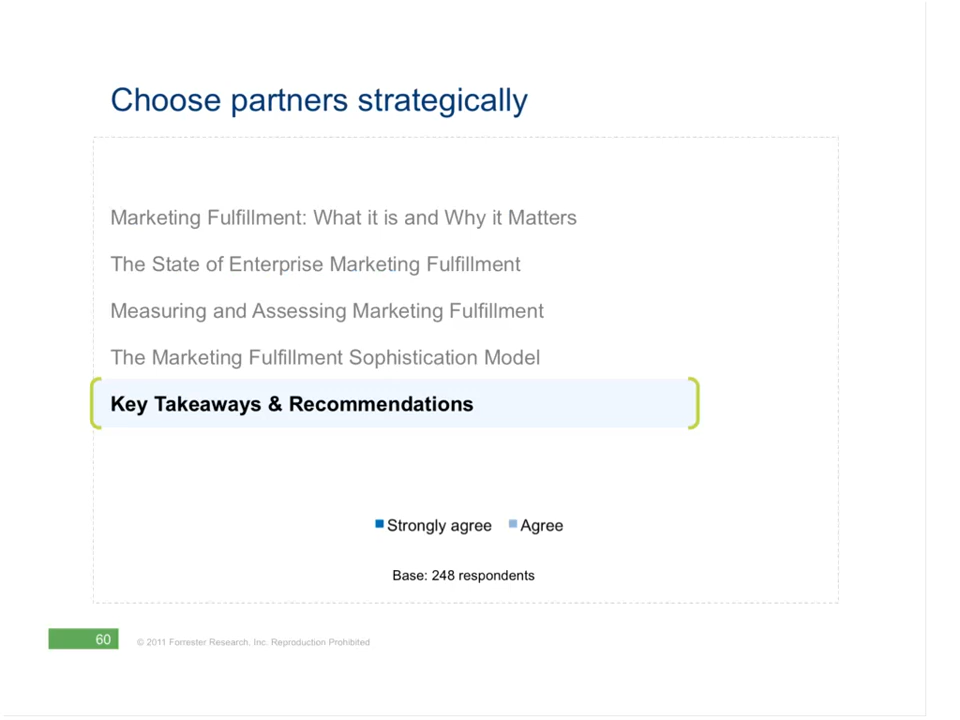 Choose partners strategically
Marketing Fulfillment: What it is and Why it Matters
The State of Enterprise Marketing Fulfillment
Measuring and Assessing Marketing Fulfillment
The Marketing Fulfillment Sophistication Model
Key Takeaways & Recommendations
Strongly agree Agree
Base: 248 respondents
60 © 2011 Forrester Research, Inc. Reproduction Prohibited